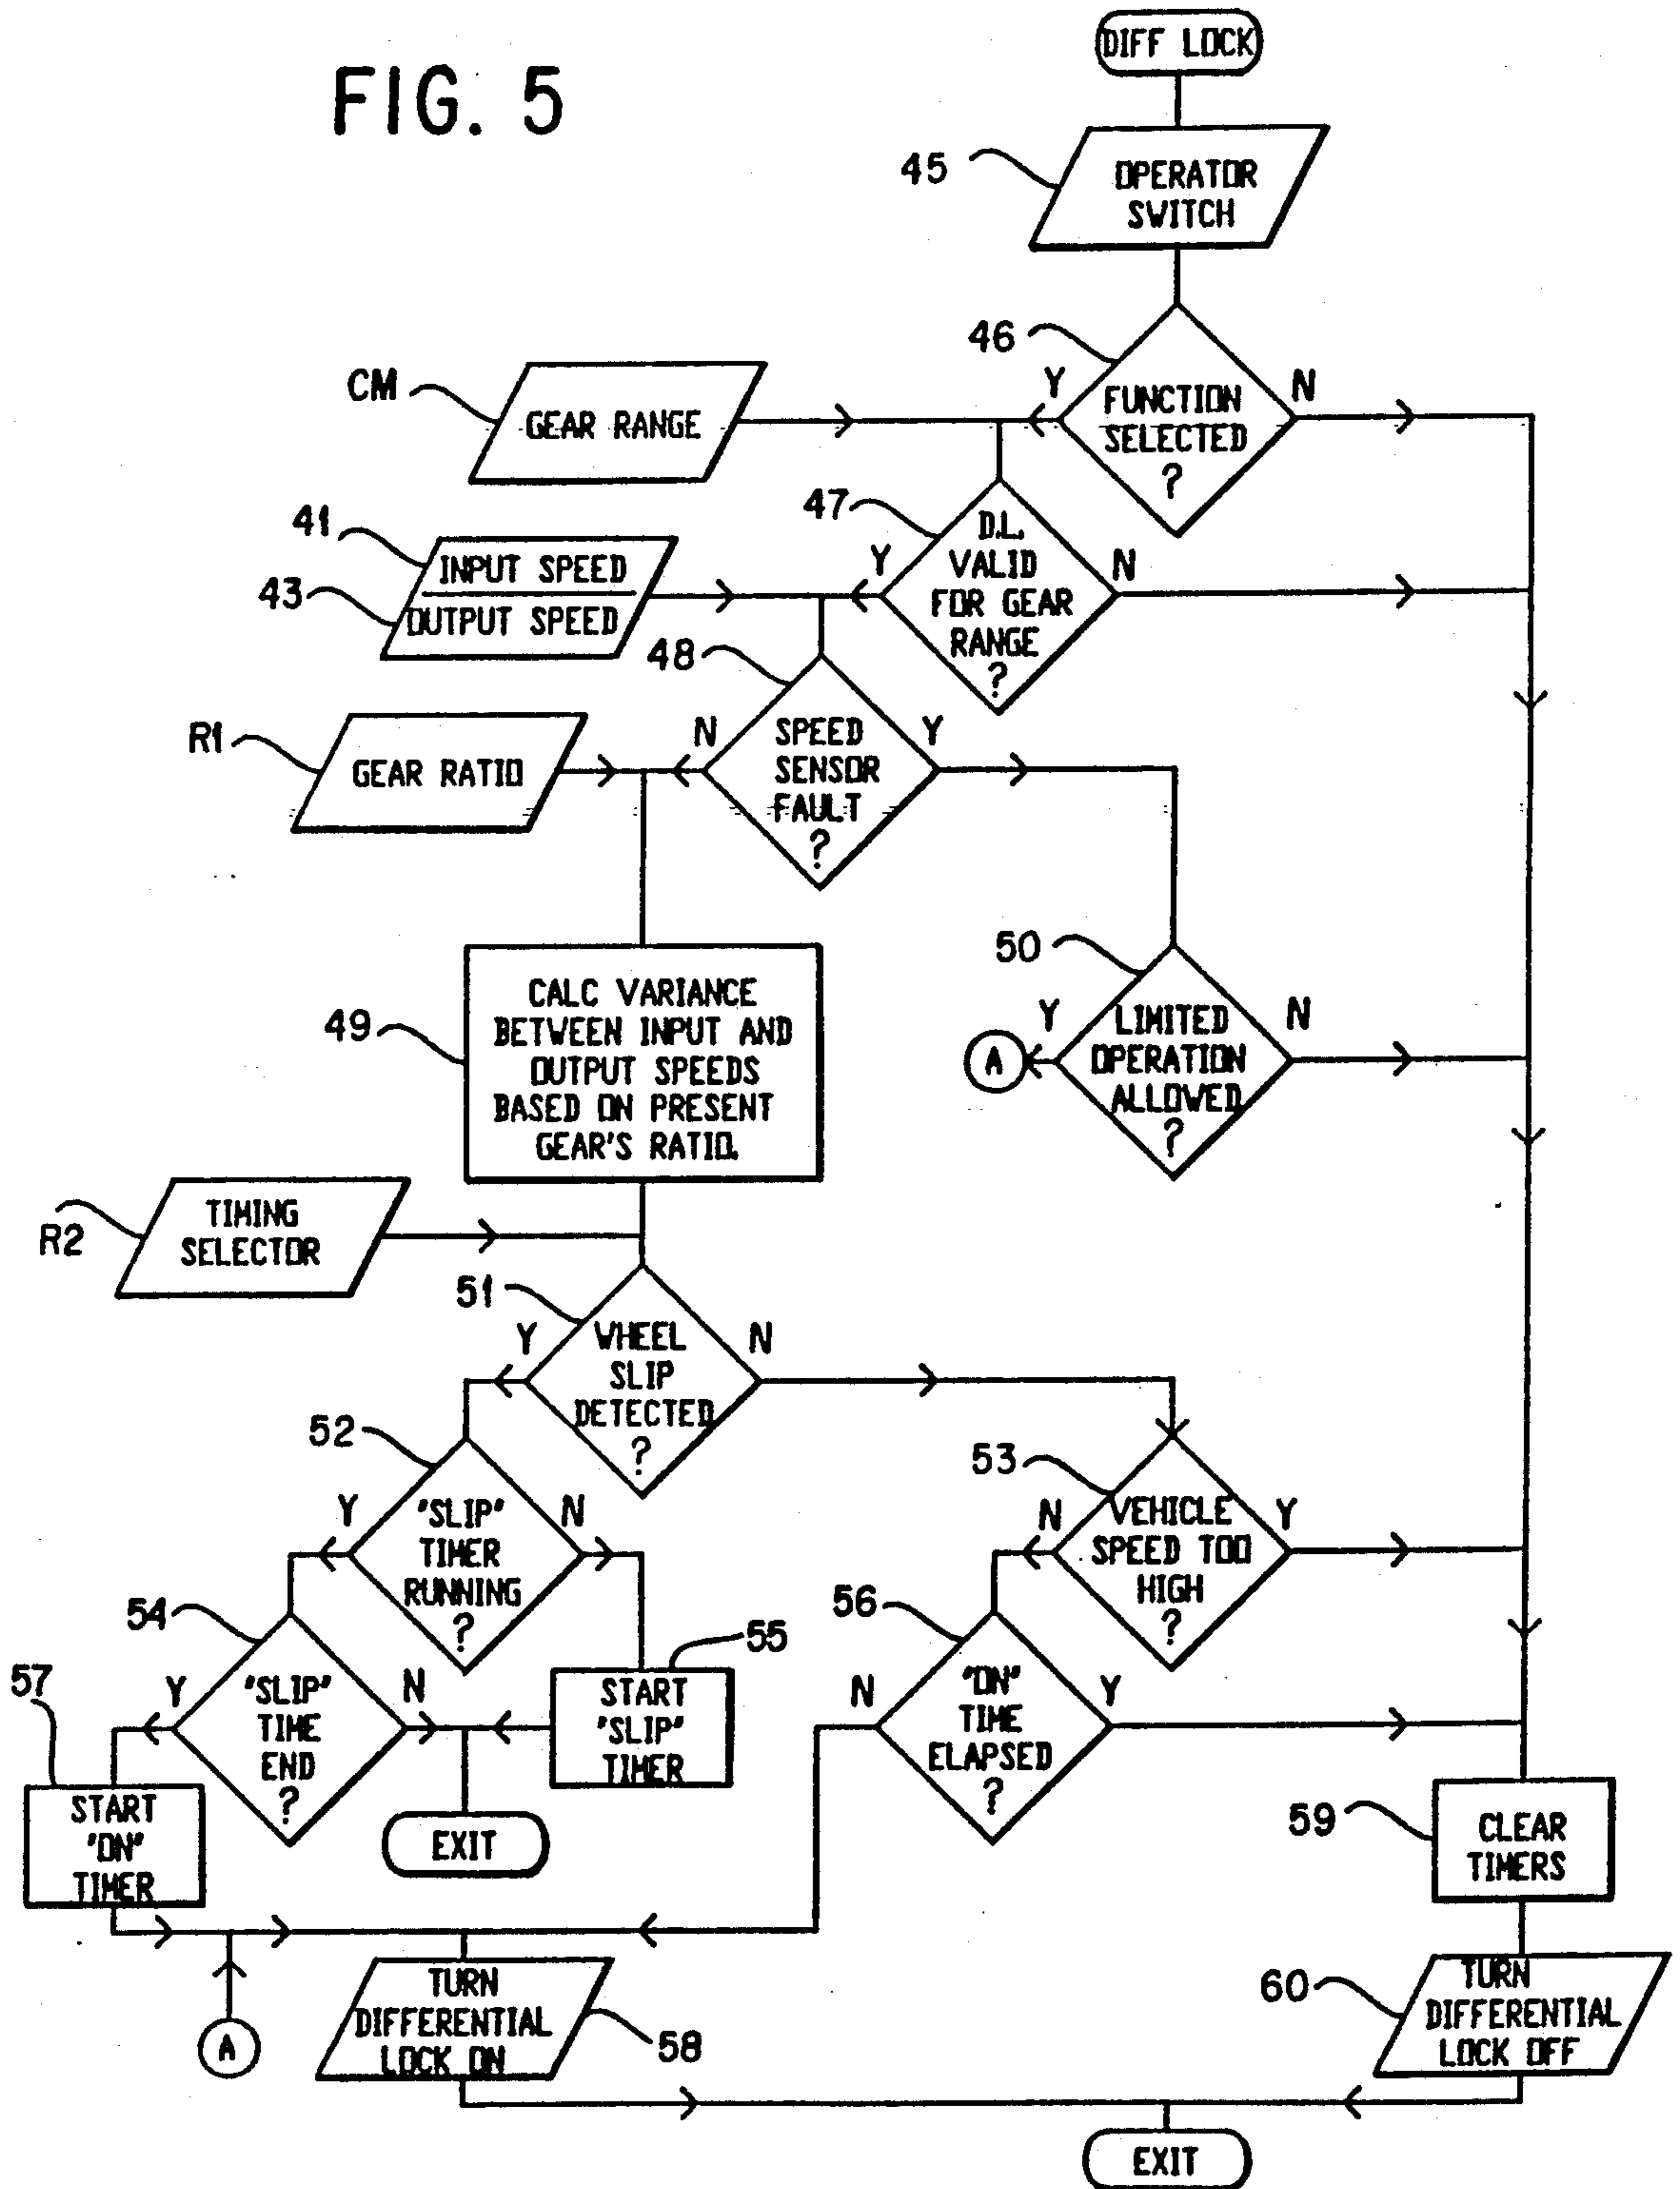 FIG. 5
DIFF LOCK
45
OPERATOR
SWITCH
46
FUNCTION
SELECTED
?
Y
N
CM
GEAR RANGE
47
D.L.
VALID
FOR GEAR
RANGE
?
Y
N
41
INPUT SPEED
43
OUTPUT SPEED
48
SPEED
SENSOR
FAULT
?
N
Y
R1
GEAR RATIO
49
CALC VARIANCE
BETWEEN INPUT AND
OUTPUT SPEEDS
BASED ON PRESENT
GEAR'S RATIO.
50
LIMITED
OPERATION
ALLOWED
?
Y
N
A
R2
TIMING
SELECTOR
51
WHEEL
SLIP
DETECTED
?
Y
N
52
"SLIP"
TIMER
RUNNING
?
Y
N
53
VEHICLE
SPEED TOO
HIGH
?
N
Y
54
"SLIP"
TIME
END
?
Y
N
55
START
"SLIP"
TIMER
56
"ON"
TIME
ELAPSED
?
N
Y
57
START
"ON"
TIMER
EXIT
59
CLEAR
TIMERS
A
TURN
DIFFERENTIAL
LOCK ON
58
60
TURN
DIFFERENTIAL
LOCK OFF
EXIT